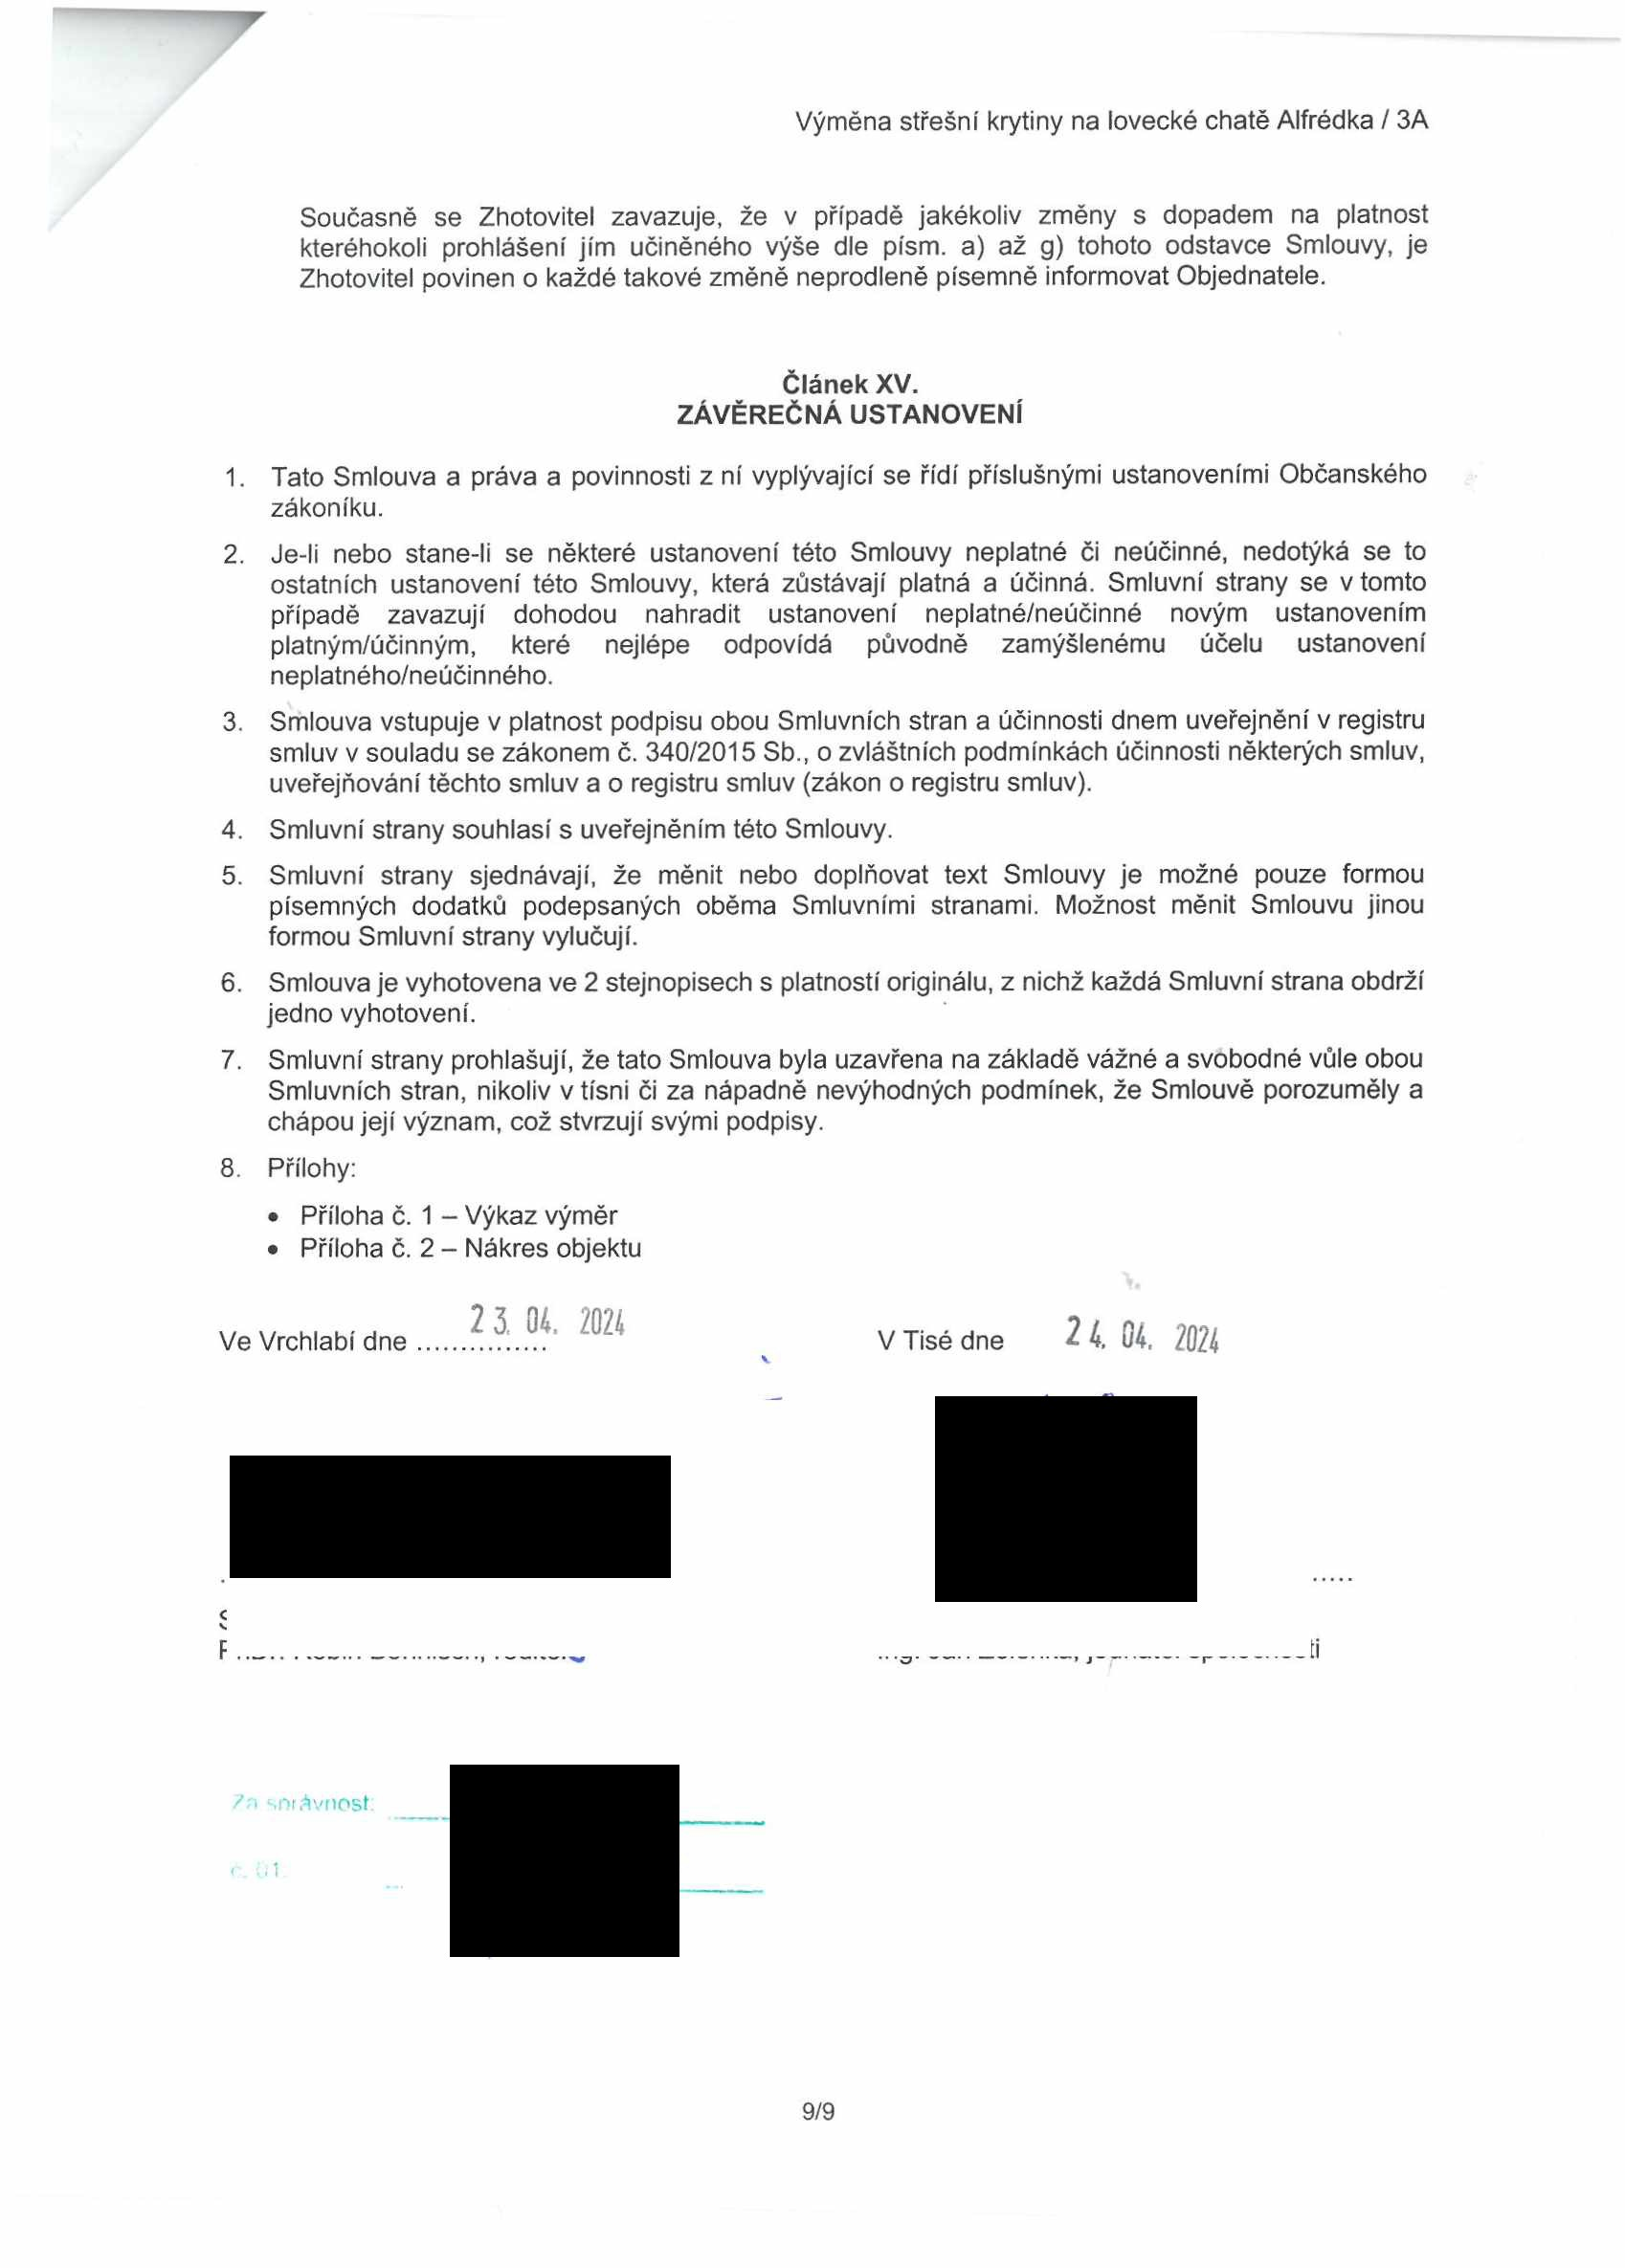 Výměna střešní krytiny na lovecké chatě Alfrédka / 3A
Současně se Zhotovitel zavazuje, že v případě jakékoliv změny s dopadem na platnost
kteréhokoli prohlášení jím učiněného výše dle písm. a) až g) tohoto odstavce Smlouvy, je
Zhotovitel povinen o každé takové změně neprodleně písemně informovat Objednatele.
Článek XV.
ZÁVĚREČNÁ USTANOVENÍ
1. Tato Smlouva a práva a povinnosti z ní vyplývající se řídí příslušnými ustanoveními Občanského
zákoníku.
2. Je-li nebo stane-li se některé ustanovení této Smlouvy neplatné či neúčinné, nedotýká se to
ostatních ustanovení této Smlouvy, která zůstávají platná a účinná. Smluvní strany se v tomto
případě zavazují dohodou nahradit ustanovení neplatné/neúčinné novým ustanovením
platným/účinným, které nejlépe odpovídá původně zamýšlenému účelu ustanovení
neplatného/neúčinného.
3. Smlouva vstupuje v platnost podpisu obou Smluvních stran a účinnosti dnem uveřejnění v registru
smluv v souladu se zákonem č. 340/2015 Sb., o zvláštních podmínkách účinnosti některých smluv,
uveřejňování těchto smluv a o registru smluv (zákon o registru smluv).
4. Smluvní strany souhlasí s uveřejněním této Smlouvy.
5. Smluvní strany sjednávají, že měnit nebo doplňovat text Smlouvy je možné pouze formou
písemných dodatků podepsaných oběma Smluvními stranami. Možnost měnit Smlouvu jinou
formou Smluvní strany vylučují.
6. Smlouva je vyhotovena ve 2 stejnopisech s platností originálu, z nichž každá Smluvní strana obdrží
jedno vyhotovení.
7. Smluvní strany prohlašují, že tato Smlouva byla uzavřena na základě vážné a svobodné vůle obou
Smluvních stran, nikoliv v tísni či za nápadně nevýhodných podmínek, že Smlouvě porozuměly a
chápou její význam, což stvrzují svými podpisy.
8. Přílohy:
• Příloha č. 1 – Výkaz výměr
• Příloha č. 2 – Nákres objektu
Ve Vrchlabí dne ............... 23. 04. 2024
V Tisé dne 24. 04. 2024
Za správnost:
č. 01.
9/9